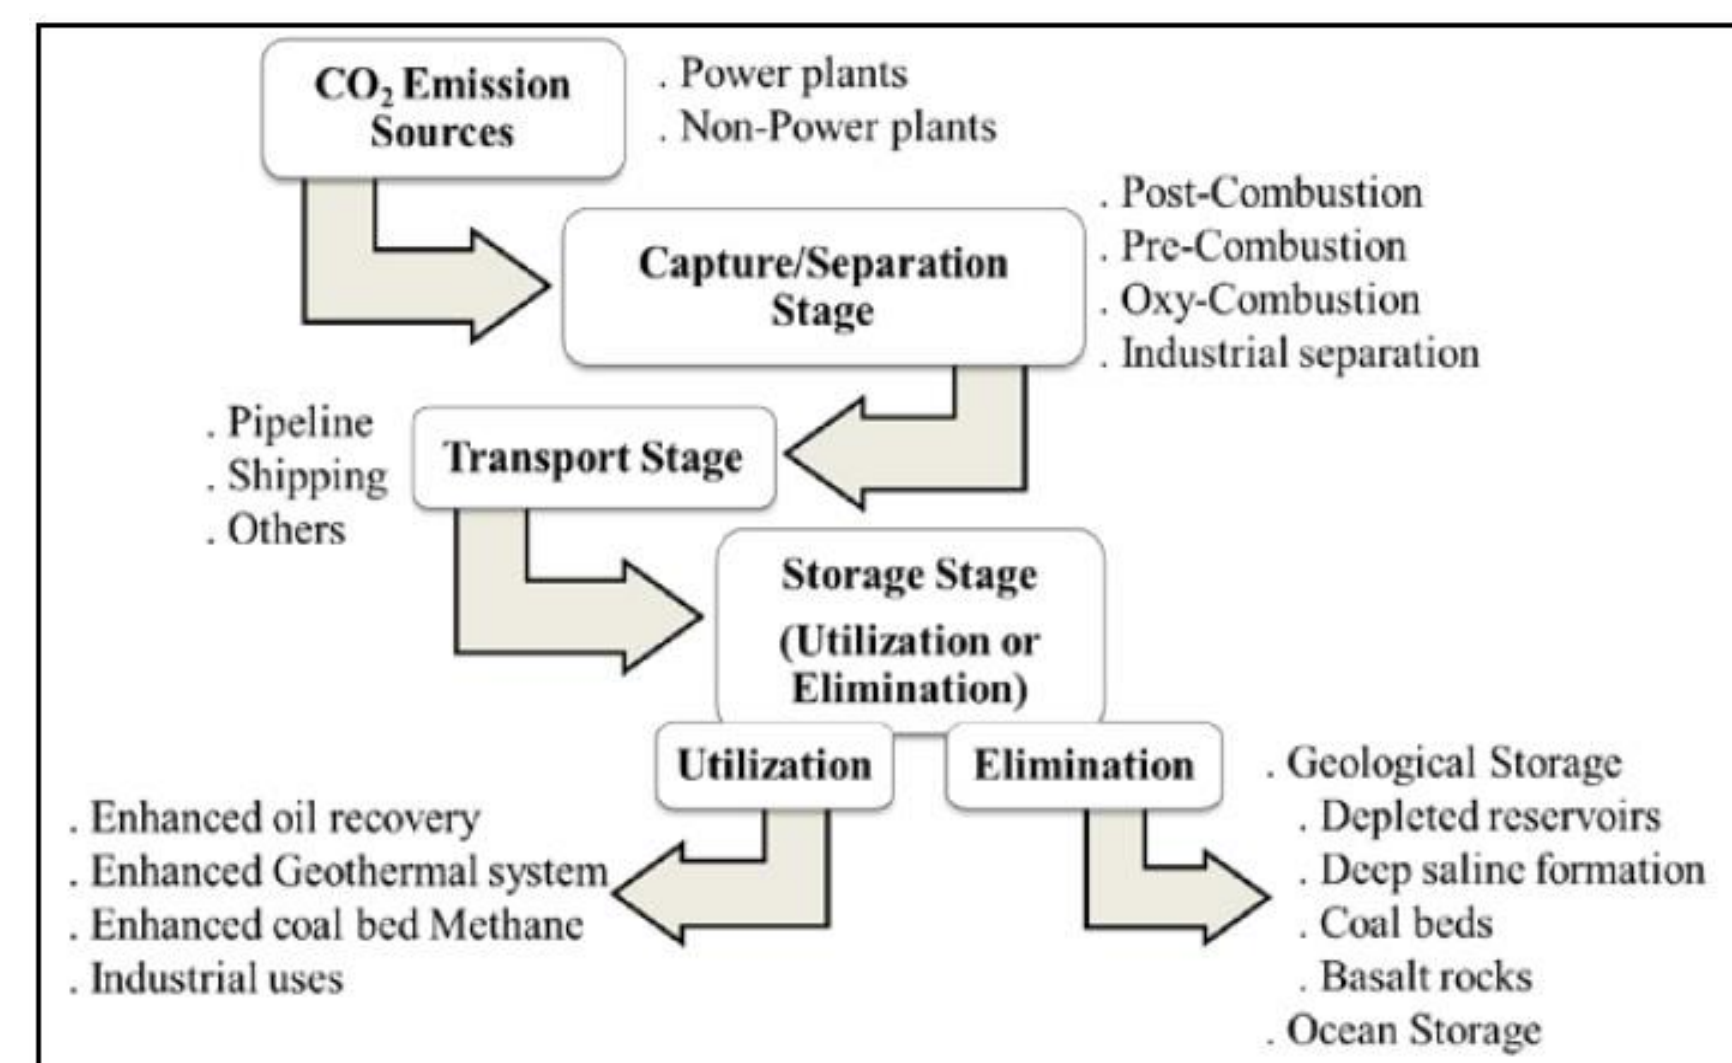 CO₂ Emission
Sources
. Power plants
. Non-Power plants
Capture/Separation
Stage
. Post-Combustion
. Pre-Combustion
. Oxy-Combustion
. Industrial separation
. Pipeline
. Shipping
. Others
Transport Stage
Storage Stage
(Utilization or
Elimination)
Utilization
Elimination
. Enhanced oil recovery
. Enhanced Geothermal system
. Enhanced coal bed Methane
. Industrial uses
. Geological Storage
. Depleted reservoirs
. Deep saline formation
. Coal beds
. Basalt rocks
. Ocean Storage